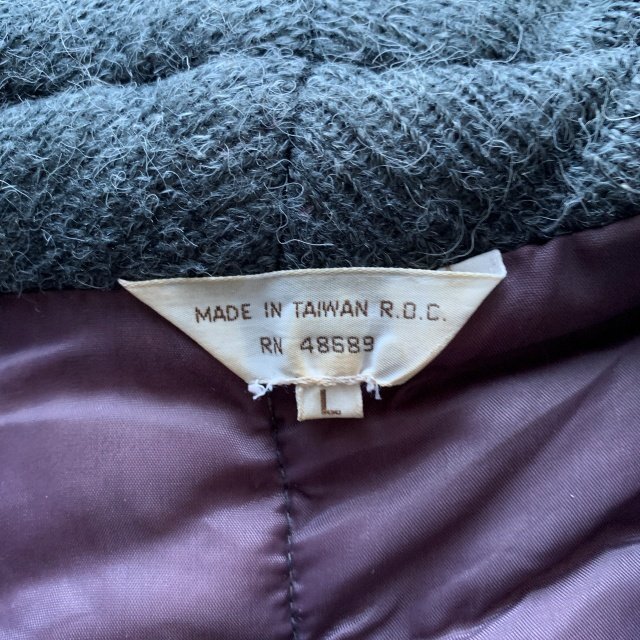 MADE IN TAIWAN R.O.C.
RN 48689
L